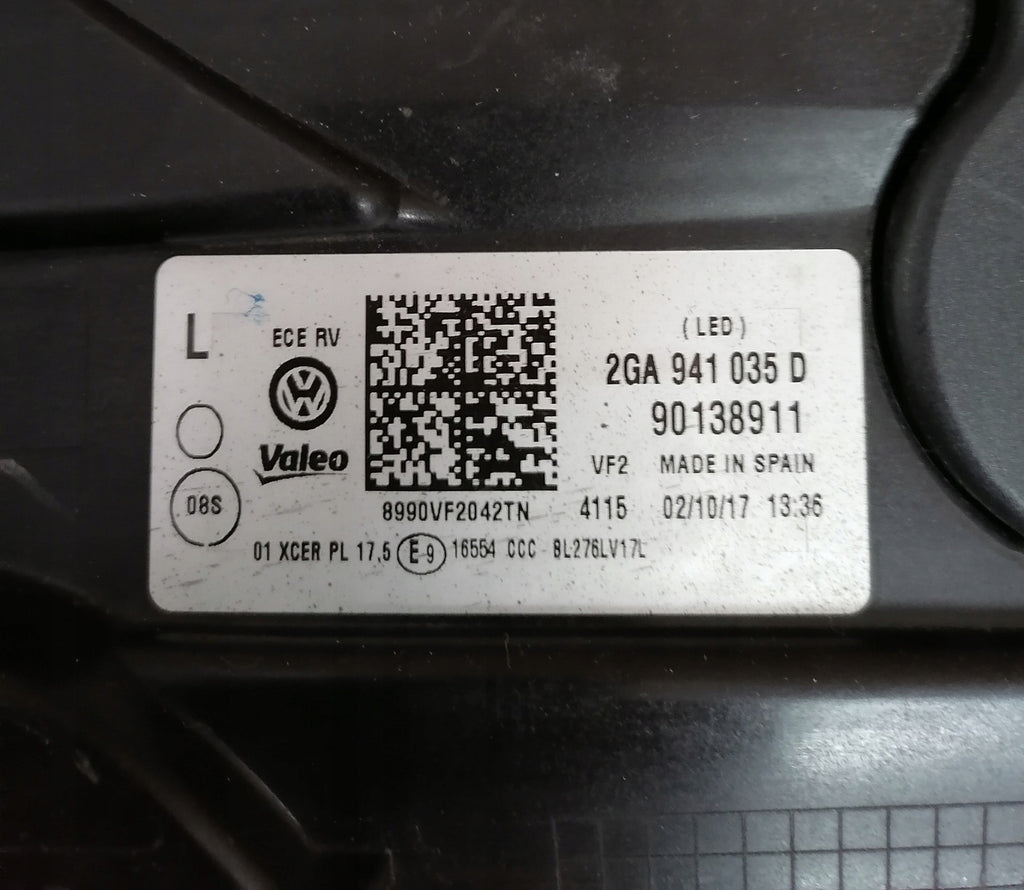 L
ECE RV
(LED)
2GA 941 035 D
90138911
Valeo
VF2 MADE IN SPAIN
08S
8990VF2042TN 4115 02/10/17 13:36
01 XCER PL 17,5 E9 16554 CCC 8L276LV17L